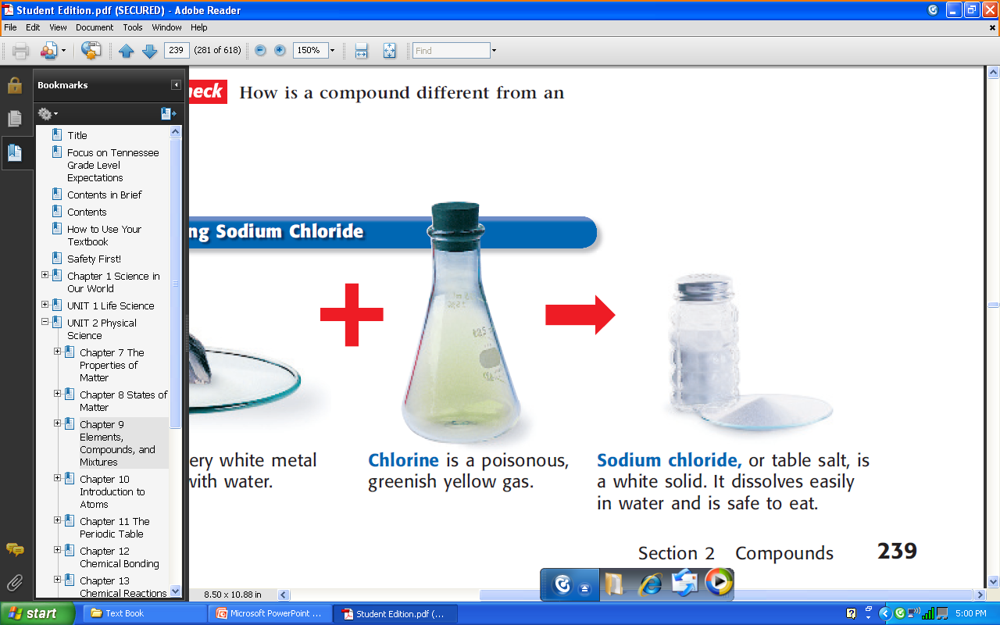 Student Edition.pdf (SECURED) - Adobe Reader
File Edit View Document Tools Window Help
239 (281 of 618) 150% Find
Bookmarks
Title
Focus on Tennessee
Grade Level
Expectations
Contents in Brief
Contents
How to Use Your
Textbook
Safety First!
Chapter 1 Science in
Our World
UNIT 1 Life Science
UNIT 2 Physical
Science
Chapter 7 The
Properties of
Matter
Chapter 8 States of
Matter
Chapter 9
Elements,
Compounds, and
Mixtures
Chapter 10
Introduction to
Atoms
Chapter 11 The
Periodic Table
Chapter 12
Chemical Bonding
Chapter 13
Chemical Reactions
heck How is a compound different from an
ng Sodium Chloride
ery white metal
with water.
Chlorine is a poisonous,
greenish yellow gas.
Sodium chloride, or table salt, is
a white solid. It dissolves easily
in water and is safe to eat.
Section 2 Compounds 239
8.50 x 10.88 in
start Text Book Microsoft PowerPoint ... Student Edition.pdf (... 5:00 PM